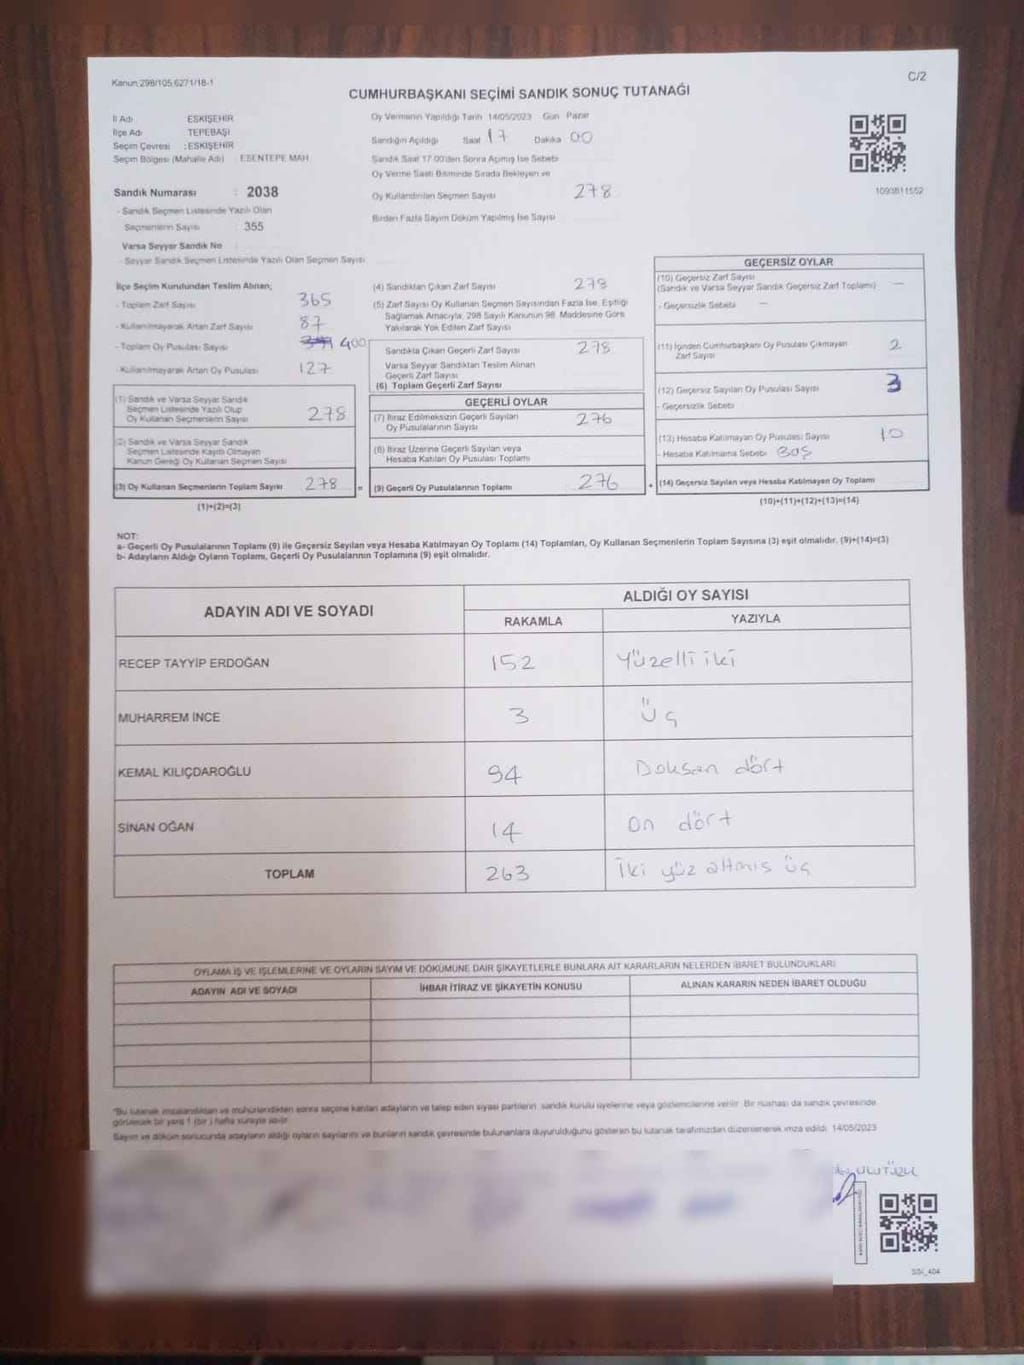 Kanun:298/105,6271/18-1
C/2
CUMHURBAŞKANI SEÇİMİ SANDIK SONUÇ TUTANAĞI
İl Adı ESKİŞEHİR
İlçe Adı TEPEBAŞI
Seçim Çevresi : ESKİŞEHİR
Seçim Bölgesi (Mahalle Adı) ESENTEPE MAH.
Oy Vermenin Yapıldığı Tarih 14/05/2023 Gün Pazar
Sandığın Açıldığı Saat 17 Dakika 00
Sandık Saat 17.00'den Sonra Açılmış İse Sebebi
Oy Verme Saati Bitiminde Sırada Bekleyen ve
Oy Kullandırılan Seçmen Sayısı 278
Birden Fazla Sayım Döküm Yapılmış İse Sayısı
1093811552
Sandık Numarası : 2038
- Sandık Seçmen Listesinde Yazılı Olan
Seçmenlerin Sayısı : 355
Varsa Seyyar Sandık No
- Seyyar Sandık Seçmen Listesinde Yazılı Olan Seçmen Sayısı
İlçe Seçim Kurulundan Teslim Alınan;
- Toplam Zarf Sayısı 365
- Kullanılmayarak Artan Zarf Sayısı 87
- Toplam Oy Pusulası Sayısı 400
- Kullanılmayarak Artan Oy Pusulası 127
(1) Sandık ve Varsa Seyyar Sandık
Seçmen Listesinde Yazılı Olup
Oy Kullanan Seçmenlerin Sayısı 278
(2) Sandık ve Varsa Seyyar Sandık
Seçmen Listesinde Kayıtlı Olmayan
Kanun Gereği Oy Kullanan Seçmen Sayısı
(3) Oy Kullanan Seçmenlerin Toplam Sayısı 278 =
(1)+(2)=(3)
(4) Sandıktan Çıkan Zarf Sayısı 278
(5) Zarf Sayısı Oy Kullanan Seçmen Sayısından Fazla İse, Eşitliği
Sağlamak Amacıyla, 298 Sayılı Kanunun 98. Maddesine Göre
Yakılarak Yok Edilen Zarf Sayısı
Sandıkta Çıkan Geçerli Zarf Sayısı 278
Varsa Seyyar Sandıktan Teslim Alınan
Geçerli Zarf Sayısı
(6) Toplam Geçerli Zarf Sayısı
GEÇERLİ OYLAR
(7) İtiraz Edilmeksizin Geçerli Sayılan
Oy Pusulalarının Sayısı 276
(8) İtiraz Üzerine Geçerli Sayılan veya
Hesaba Katılan Oy Pusulası Toplamı
(9) Geçerli Oy Pusulalarının Toplamı 276 +
GEÇERSİZ OYLAR
(10) Geçersiz Zarf Sayısı
(Sandık ve Varsa Seyyar Sandık Geçersiz Zarf Toplamı) —
- Geçersizlik Sebebi —
(11) İçinden Cumhurbaşkanı Oy Pusulası Çıkmayan
Zarf Sayısı 2
(12) Geçersiz Sayılan Oy Pusulası Sayısı 3
- Geçersizlik Sebebi
(13) Hesaba Katılmayan Oy Pusulası Sayısı 10
- Hesaba Katılmama Sebebi BOŞ
(14) Geçersiz Sayılan veya Hesaba Katılmayan Oy Toplamı
(10)+(11)+(12)+(13)=(14)
NOT:
a- Geçerli Oy Pusulalarının Toplamı (9) ile Geçersiz Sayılan veya Hesaba Katılmayan Oy Toplamı (14) Toplamları, Oy Kullanan Seçmenlerin Toplam Sayısına (3) eşit olmalıdır. (9)+(14)=(3)
b- Adayların Aldığı Oyların Toplamı, Geçerli Oy Pusulalarının Toplamına (9) eşit olmalıdır.
ADAYIN ADI VE SOYADI
ALDIĞI OY SAYISI
RAKAMLA YAZIYLA
RECEP TAYYİP ERDOĞAN 152 Yüzelli iki
MUHARREM İNCE 3 Üç
KEMAL KILIÇDAROĞLU 94 Doksan dört
SİNAN OĞAN 14 On dört
TOPLAM 263 İki yüz altmış üç
OYLAMA İŞ VE İŞLEMLERİNE VE OYLARIN SAYIM VE DÖKÜMÜNE DAİR ŞİKAYETLERLE BUNLARA AİT KARARLARIN NELERDEN İBARET BULUNDUKLARI
ADAYIN ADI VE SOYADI İHBAR İTİRAZ VE ŞİKAYETİN KONUSU ALINAN KARARIN NEDEN İBARET OLDUĞU
*Bu tutanak imzalandıktan ve mühürlendikten sonra seçime katılan adayların ve talep eden siyasi partilerin sandık kurulu üyelerine veya gözlemcilerine verilir. Bir nüshası da sandık çevresinde
görülecek bir yere 1 (bir) hafta süreyle asılır.
Sayım ve döküm sonucunda adayların aldığı oyların sayılarını ve bunların sandık çevresinde bulunanlara duyurulduğunu gösteren bu tutanak tarafımızdan düzenlenerek imza edildi. 14/05/2023